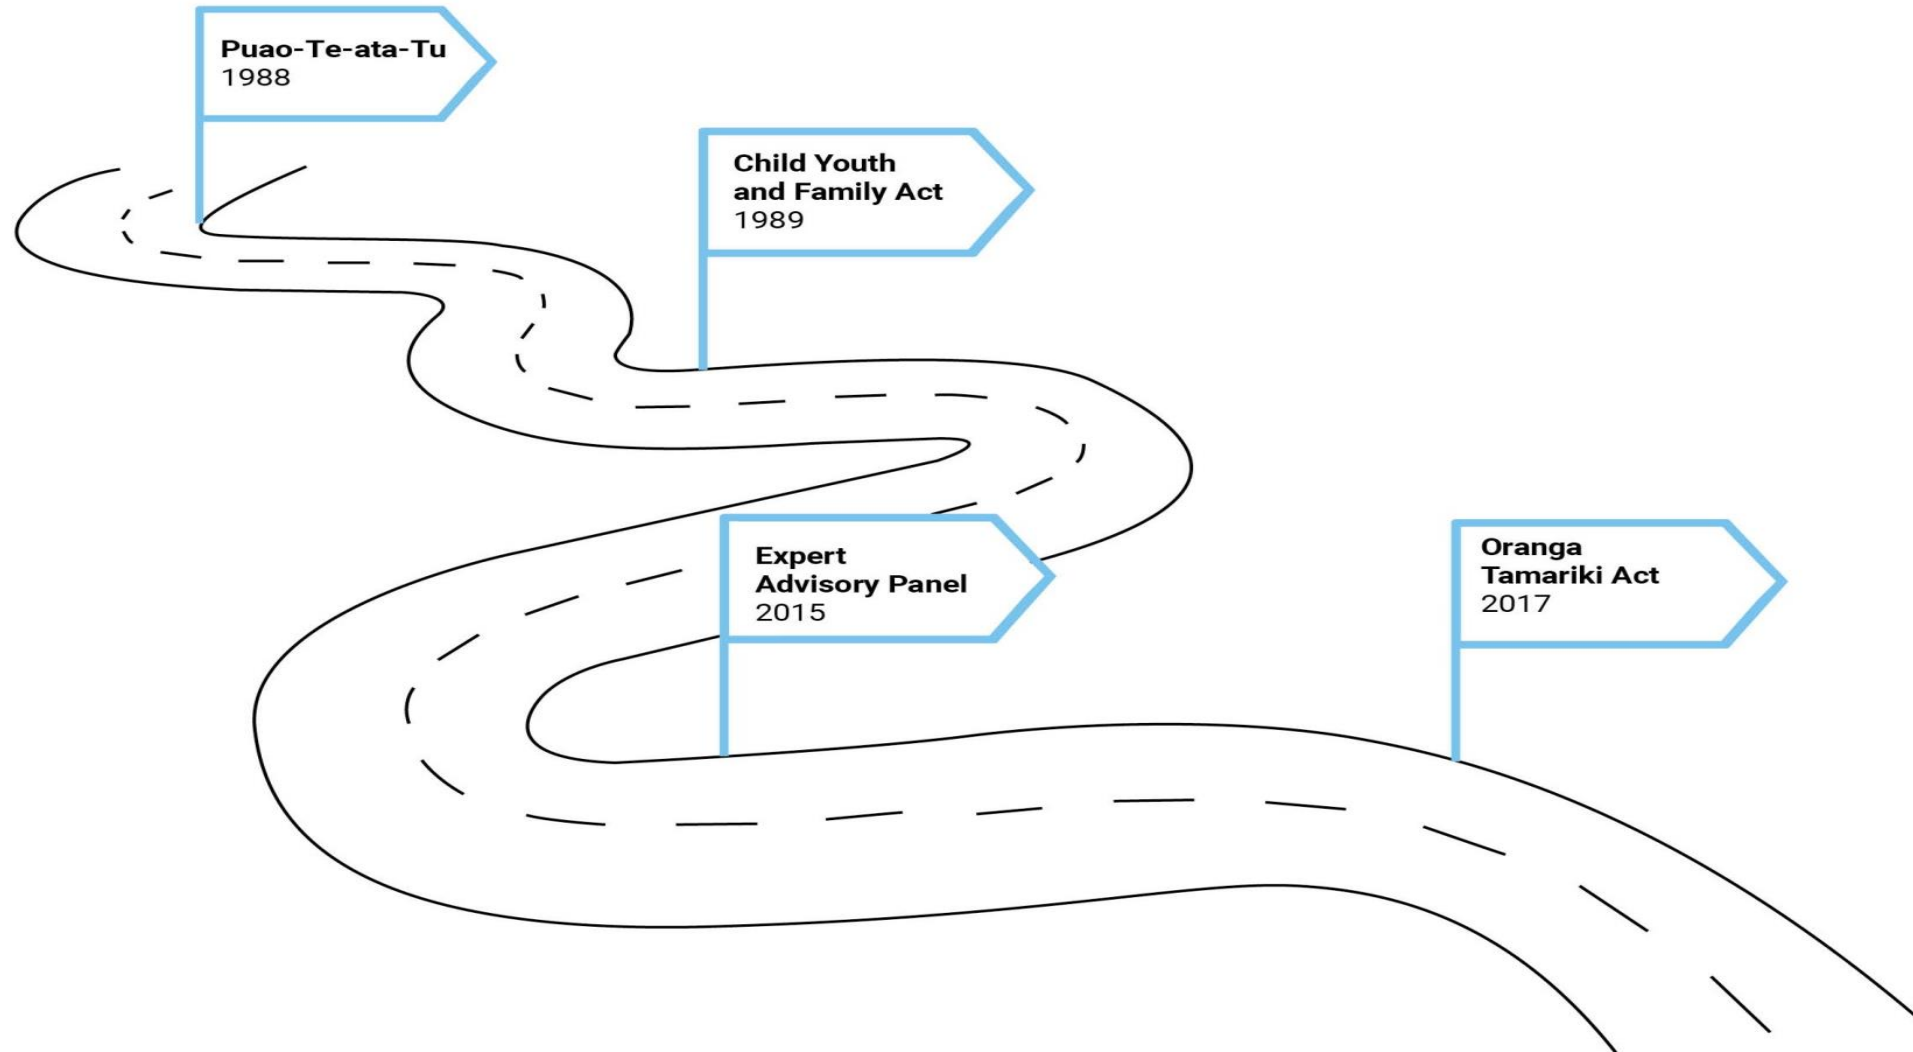 Puao-Te-ata-Tu
1988
Child Youth
and Family Act
1989
Expert
Advisory Panel
2015
Oranga
Tamariki Act
2017